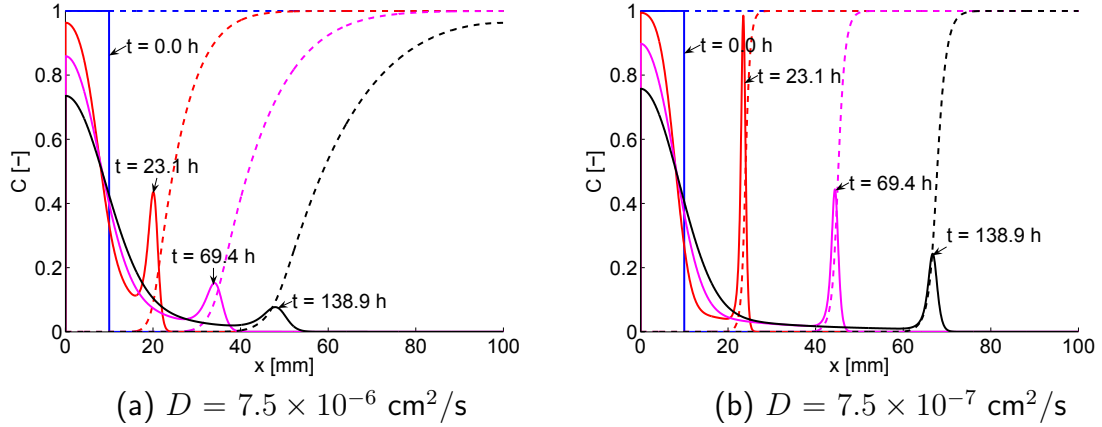 1
0.8
0.6
0.4
0.2
0
C [-]
t = 0.0 h
t = 23.1 h
t = 69.4 h
t = 138.9 h
0 20 40 60 80 100
x [mm]
(a) D = 7.5 × 10⁻⁶ cm²/s
1
0.8
0.6
0.4
0.2
0
C [-]
t = 0.0 h
t = 23.1 h
t = 69.4 h
t = 138.9 h
0 20 40 60 80 100
x [mm]
(b) D = 7.5 × 10⁻⁷ cm²/s